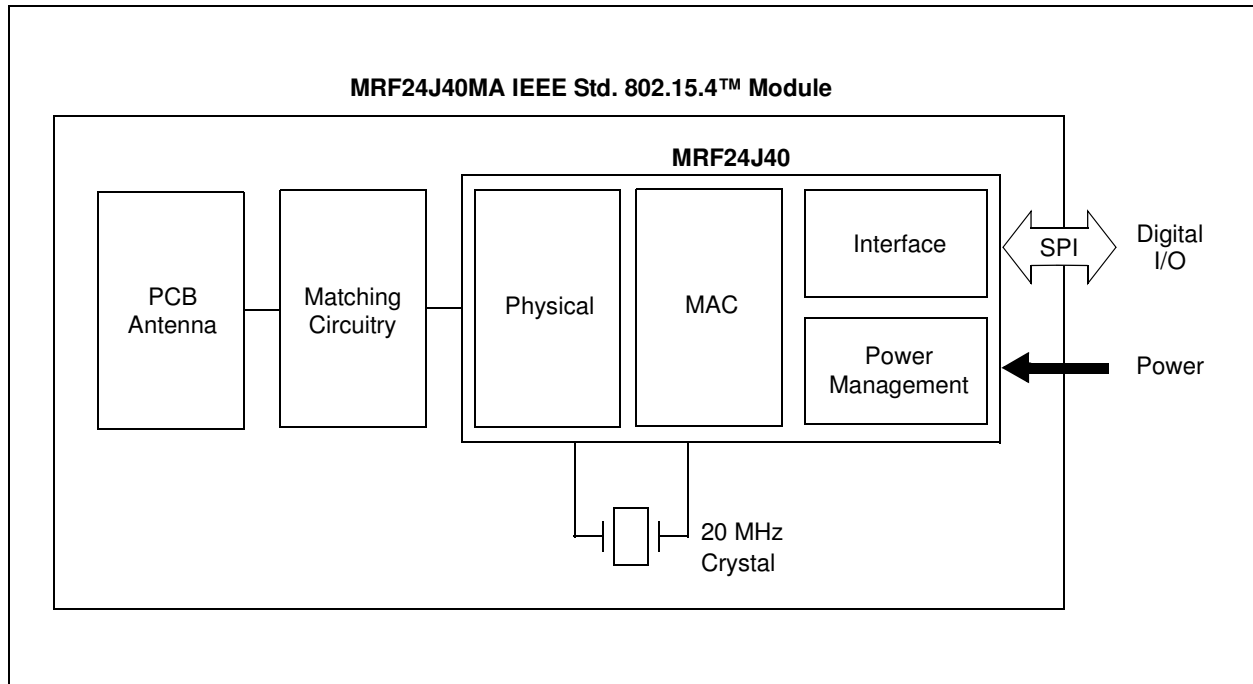 MRF24J40MA IEEE Std. 802.15.4™ Module
MRF24J40
PCB
Antenna
Matching
Circuitry
Physical
MAC
Interface
Power
Management
SPI
Digital
I/O
Power
20 MHz
Crystal